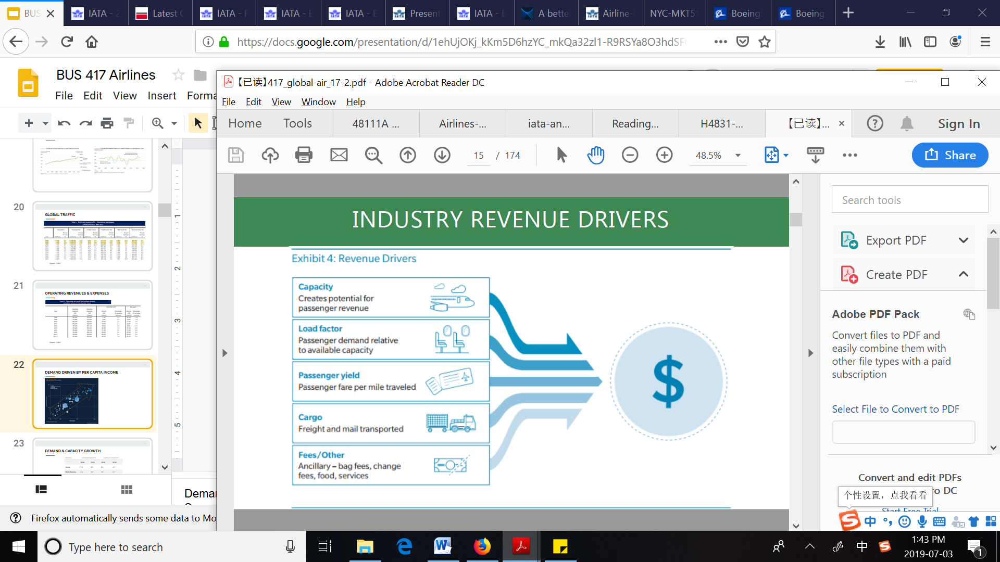 BUS
IATA - 2
Latest C
IATA - F
IATA - E
IATA - E
Present
IATA - E
A bette
Airline-
NYC-MKT51
Boeing:
Boeing
https://docs.google.com/presentation/d/1ehUjOKj_kKm5D6hzYC_mkQa32zl1-R9RSYa8O3hdSF
BUS 417 Airlines
File Edit View Insert Forma
【已读】417_global-air_17-2.pdf - Adobe Acrobat Reader DC
File Edit View Window Help
Home Tools 48111A ... Airlines-... iata-an... Reading... H4831-... 【已读】... Sign In
15 / 174
48.5%
Share
20
GLOBAL TRAFFIC
21
OPERATING REVENUES & EXPENSES
22
DEMAND DRIVEN BY PER CAPITA INCOME
23
DEMAND & CAPACITY GROWTH
1
2
3
4
5
Deman
Firefox automatically sends some data to Mo
INDUSTRY REVENUE DRIVERS
Exhibit 4: Revenue Drivers
Capacity
Creates potential for
passenger revenue
Load factor
Passenger demand relative
to available capacity
Passenger yield
Passenger fare per mile traveled
Cargo
Freight and mail transported
Fees/Other
Ancillary – bag fees, change
fees, food, services
$
Search tools
Export PDF
Create PDF
Adobe PDF Pack
Convert files to PDF and
easily combine them with
other file types with a paid
subscription
Select File to Convert to PDF
Convert and edit PDFs
o DC
个性设置，点我看看
Start Free Trial
中
Type here to search
中
1:43 PM
2019-07-03
1